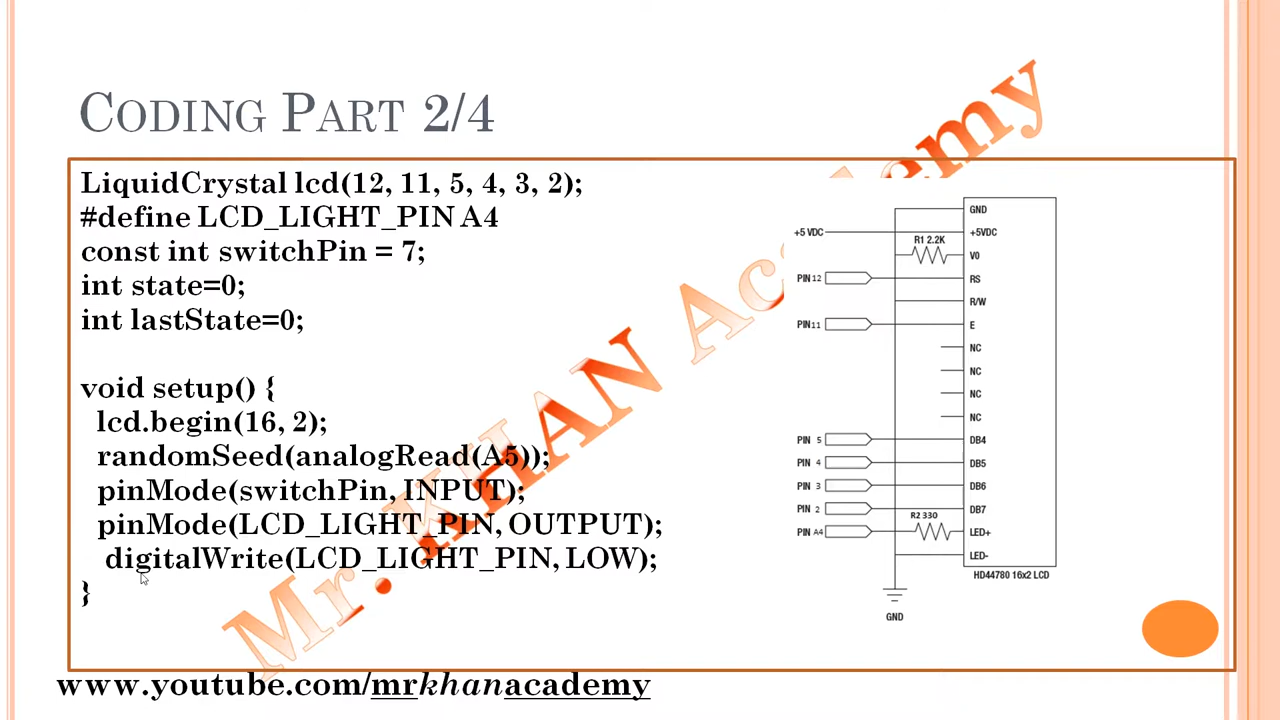 CODING PART 2/4
LiquidCrystal lcd(12, 11, 5, 4, 3, 2);
#define LCD_LIGHT_PIN A4
const int switchPin = 7;
int state=0;
int lastState=0;
void setup() {
lcd.begin(16, 2);
randomSeed(analogRead(A5));
pinMode(switchPin, INPUT);
pinMode(LCD_LIGHT_PIN, OUTPUT);
digitalWrite(LCD_LIGHT_PIN, LOW);
}
Mr. KHAN Academy
GND
+5 VDC
+5VDC
R1 2.2K
V0
PIN 12
RS
R/W
PIN 11
E
NC
NC
NC
NC
PIN 5
DB4
PIN 4
DB5
PIN 3
DB6
PIN 2
DB7
R2 330
PIN A4
LED+
LED-
HD44780 16x2 LCD
GND
www.youtube.com/mrkhanacademy